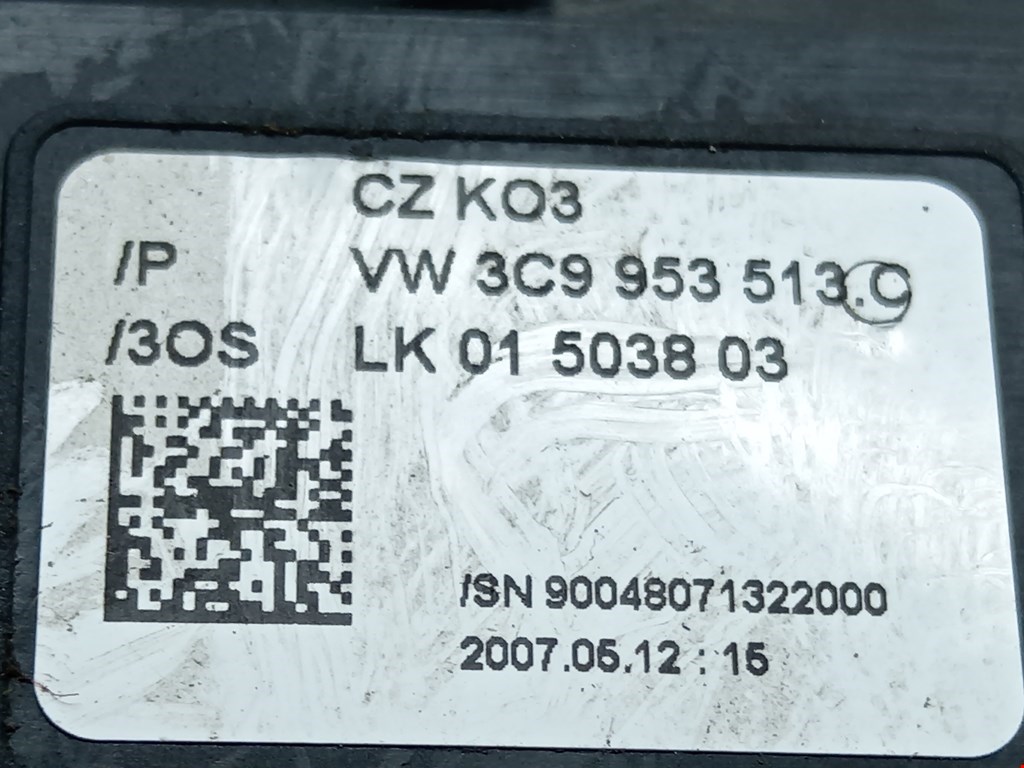 CZ KO3
/P VW 3C9 953 513.C
/3OS LK 01 5038 03
/SN 90048071322000
2007.05.12 : 15